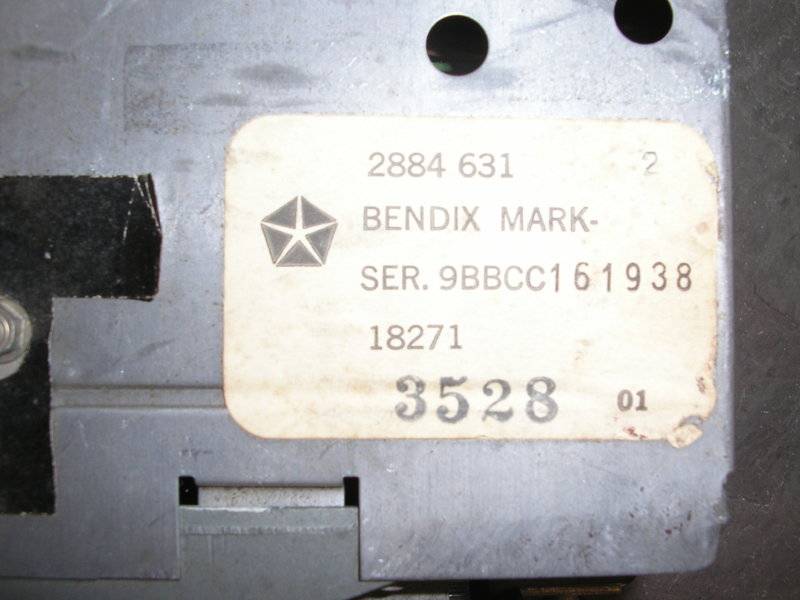 2884 631 2
BENDIX MARK-
SER. 9BBCC161938
18271
3528 01